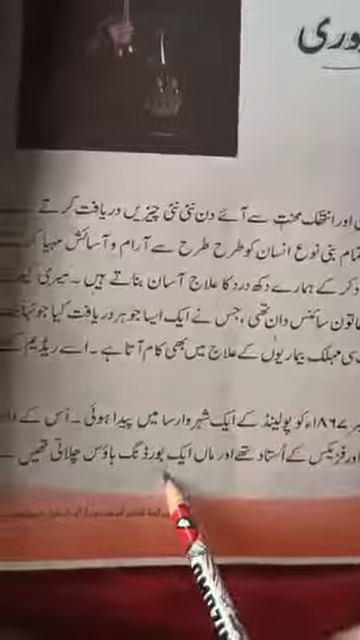 وری
اور انتھک محنت سے آئے دن نئی نئی چیزیں دریافت کرتے
تمام بنی نوع انسان کو طرح طرح سے آرام و آسائش مہیا
کر کے ہمارے دکھ درد کا علاج آسان بناتے ہیں۔ میری
خاتون سائنس دان تھی، جس نے ایک ایسا جوہر دریافت کیا جو
سی مہلک بیماریوں کے علاج میں بھی کام آتا ہے۔ اسے ریڈیم
۱۸۶۷ء کو پولینڈ کے ایک شہر وارسا میں پیدا ہوئی۔ اُس کے
اور فزکس کے اُستاد تھے اور ماں ایک بورڈنگ ہاؤس چلاتی تھیں